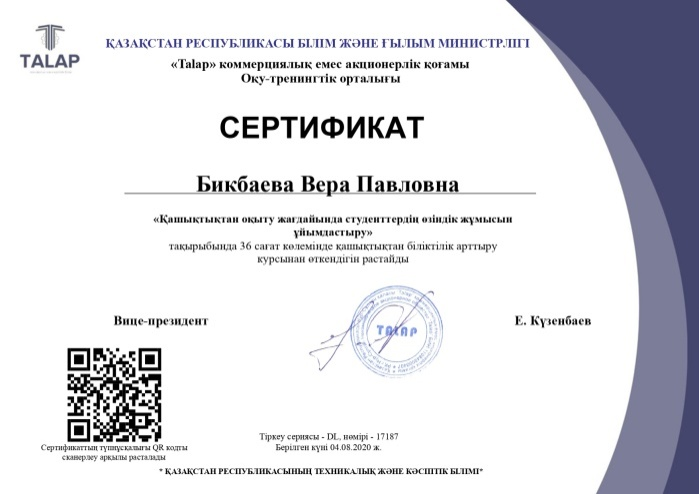 TALAP
ҚАЗАҚСТАН РЕСПУБЛИКАСЫ БІЛІМ ЖӘНЕ ҒЫЛЫМ МИНИСТРЛІГІ
«Talap» коммерциялық емес акционерлік қоғамы
Оқу-тренингтік орталығы
СЕРТИФИКАТ
Бикбаева Вера Павловна
«Қашықтықтан оқыту жағдайында студенттердің өзіндік жұмысын
ұйымдастыру»
тақырыбында 36 сағат көлемінде қашықтықтан біліктілік арттыру
курсынан өткендігін растайды
Вице-президент
Е. Күзенбаев
TALAP
Сертификаттың түпнұсқалығы QR кодты
сканерлеу арқылы расталады
Тіркеу сериясы - DL, нөмірі - 17187
Берілген күні 04.08.2020 ж.
* ҚАЗАҚСТАН РЕСПУБЛИКАСЫНЫҢ ТЕХНИКАЛЫҚ ЖӘНЕ КӘСІПТІК БІЛІМІ*